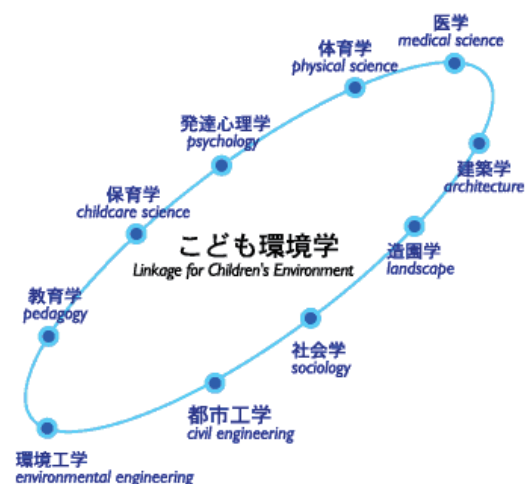 医学
medical science
体育学
physical science
発達心理学
psychology
建築学
architecture
保育学
childcare science
こども環境学
Linkage for Children's Environment
造園学
landscape
教育学
pedagogy
社会学
sociology
都市工学
civil engineering
環境工学
environmental engineering